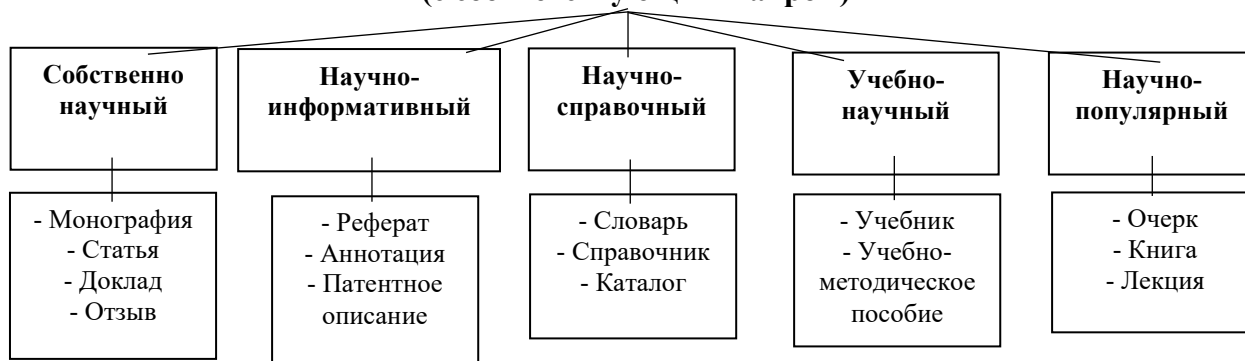 Собственно
научный
Научно-
информативный
Научно-
справочный
Учебно-
научный
Научно-
популярный
- Монография
- Статья
- Доклад
- Отзыв
- Реферат
- Аннотация
- Патентное
описание
- Словарь
- Справочник
- Каталог
- Учебник
- Учебно-
методическое
пособие
- Очерк
- Книга
- Лекция